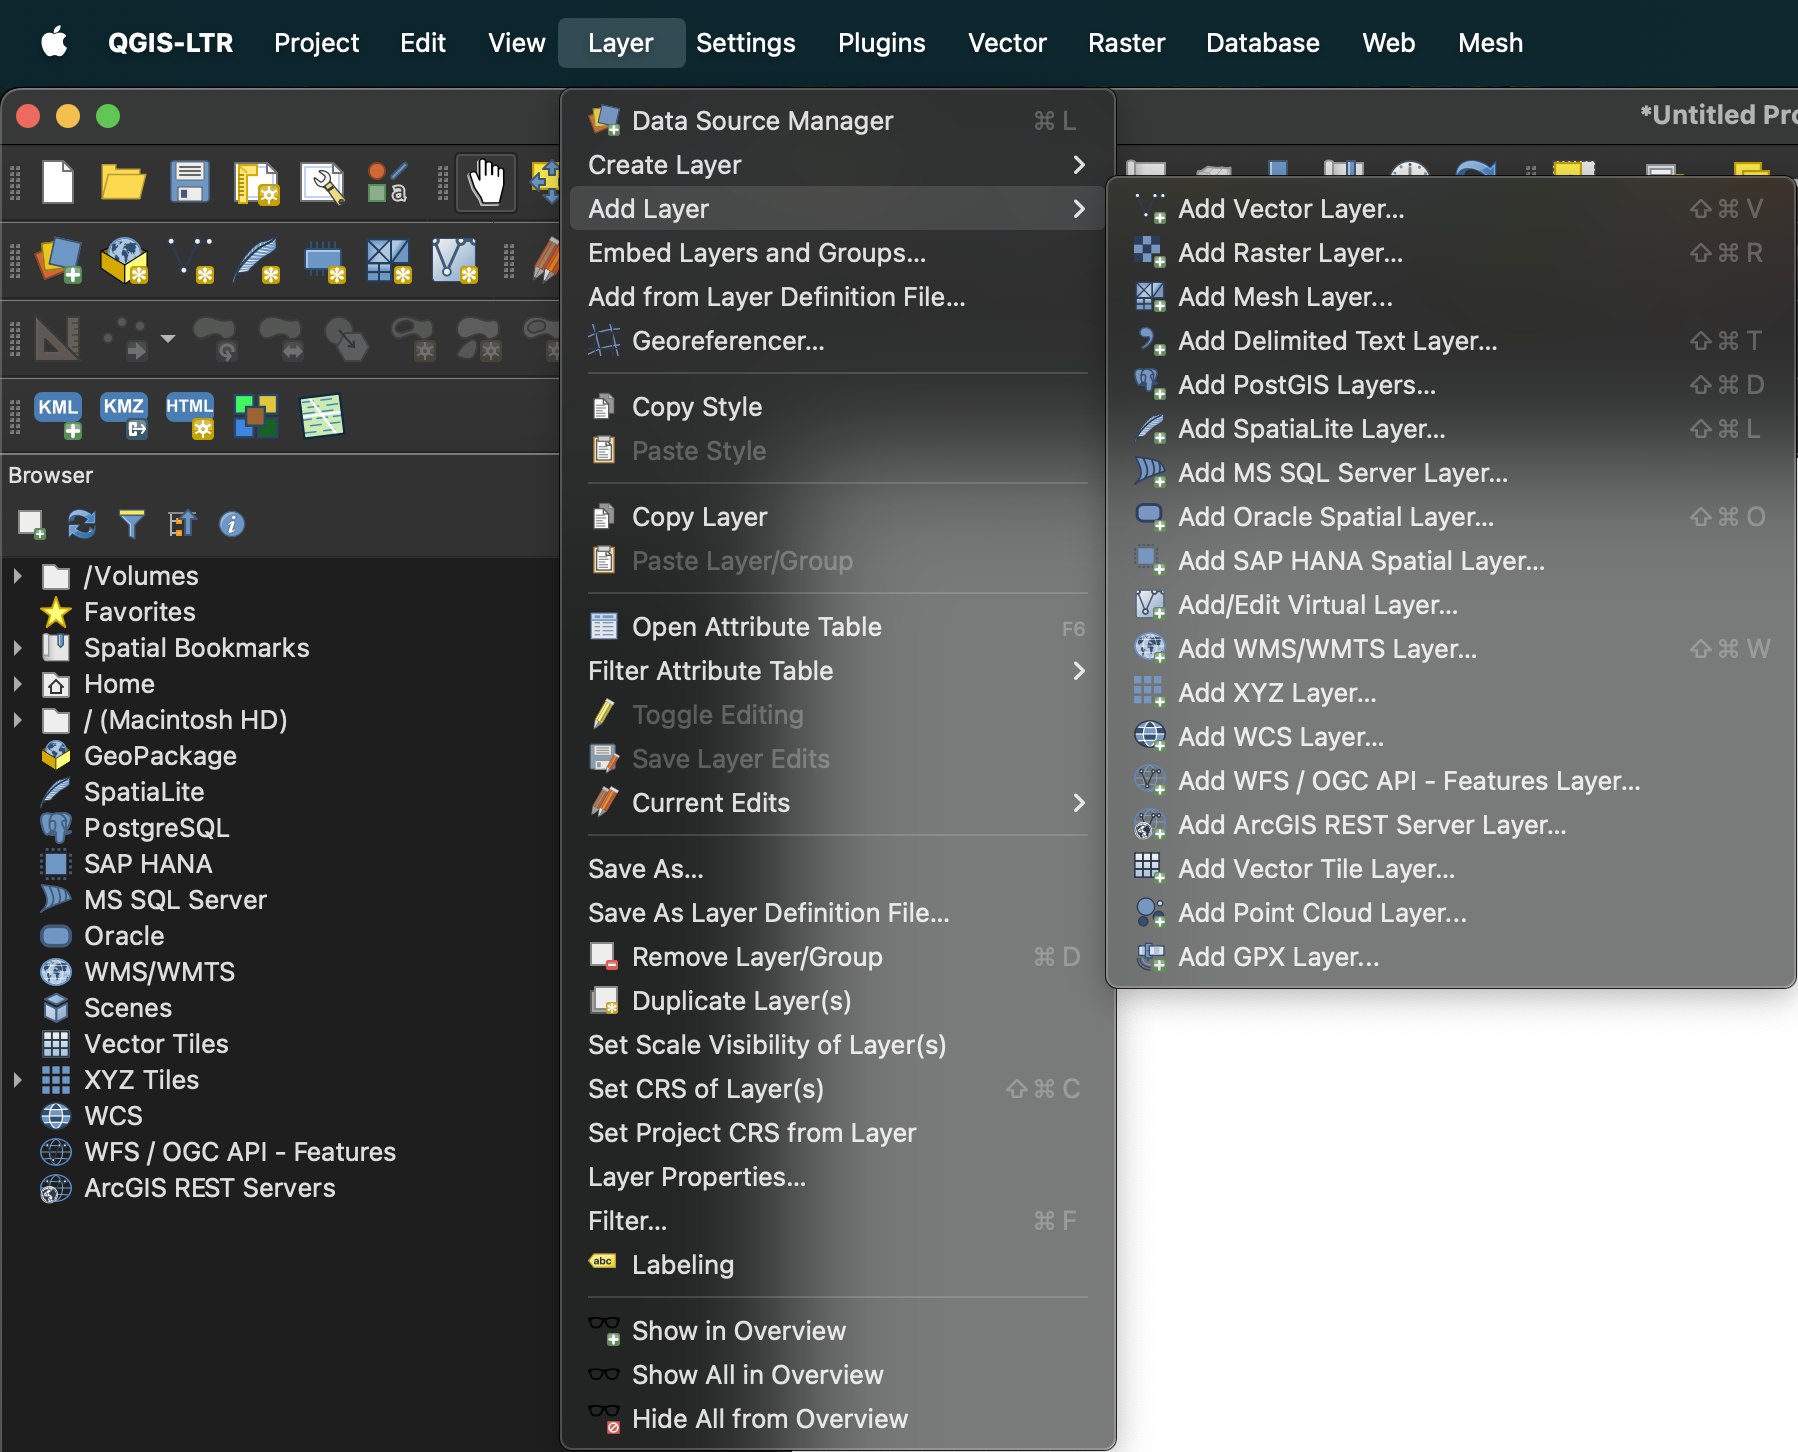 QGIS-LTR Project Edit View Layer Settings Plugins Vector Raster Database Web Mesh
*Untitled
Data Source Manager ⌘ L
Create Layer
Add Layer
Embed Layers and Groups...
Add from Layer Definition File...
Georeferencer...
Copy Style
Paste Style
Copy Layer
Paste Layer/Group
Open Attribute Table F6
Filter Attribute Table
Toggle Editing
Save Layer Edits
Current Edits
Save As...
Save As Layer Definition File...
Remove Layer/Group ⌘ D
Duplicate Layer(s)
Set Scale Visibility of Layer(s)
Set CRS of Layer(s) ⇧ ⌘ C
Set Project CRS from Layer
Layer Properties...
Filter... ⌘ F
abc Labeling
Show in Overview
Show All in Overview
Hide All from Overview
Add Vector Layer... ⇧ ⌘ V
Add Raster Layer... ⇧ ⌘ R
Add Mesh Layer...
Add Delimited Text Layer... ⇧ ⌘ T
Add PostGIS Layers... ⇧ ⌘ D
Add SpatiaLite Layer... ⇧ ⌘ L
Add MS SQL Server Layer...
Add Oracle Spatial Layer... ⇧ ⌘ O
Add SAP HANA Spatial Layer...
Add/Edit Virtual Layer...
Add WMS/WMTS Layer... ⇧ ⌘ W
Add XYZ Layer...
Add WCS Layer...
Add WFS / OGC API - Features Layer...
Add ArcGIS REST Server Layer...
Add Vector Tile Layer...
Add Point Cloud Layer...
Add GPX Layer...
a
KML KMZ HTML
Browser
/Volumes
Favorites
Spatial Bookmarks
Home
/ (Macintosh HD)
GeoPackage
SpatiaLite
PostgreSQL
SAP HANA
MS SQL Server
Oracle
WMS/WMTS
Scenes
Vector Tiles
XYZ Tiles
WCS
WFS / OGC API - Features
ArcGIS REST Servers